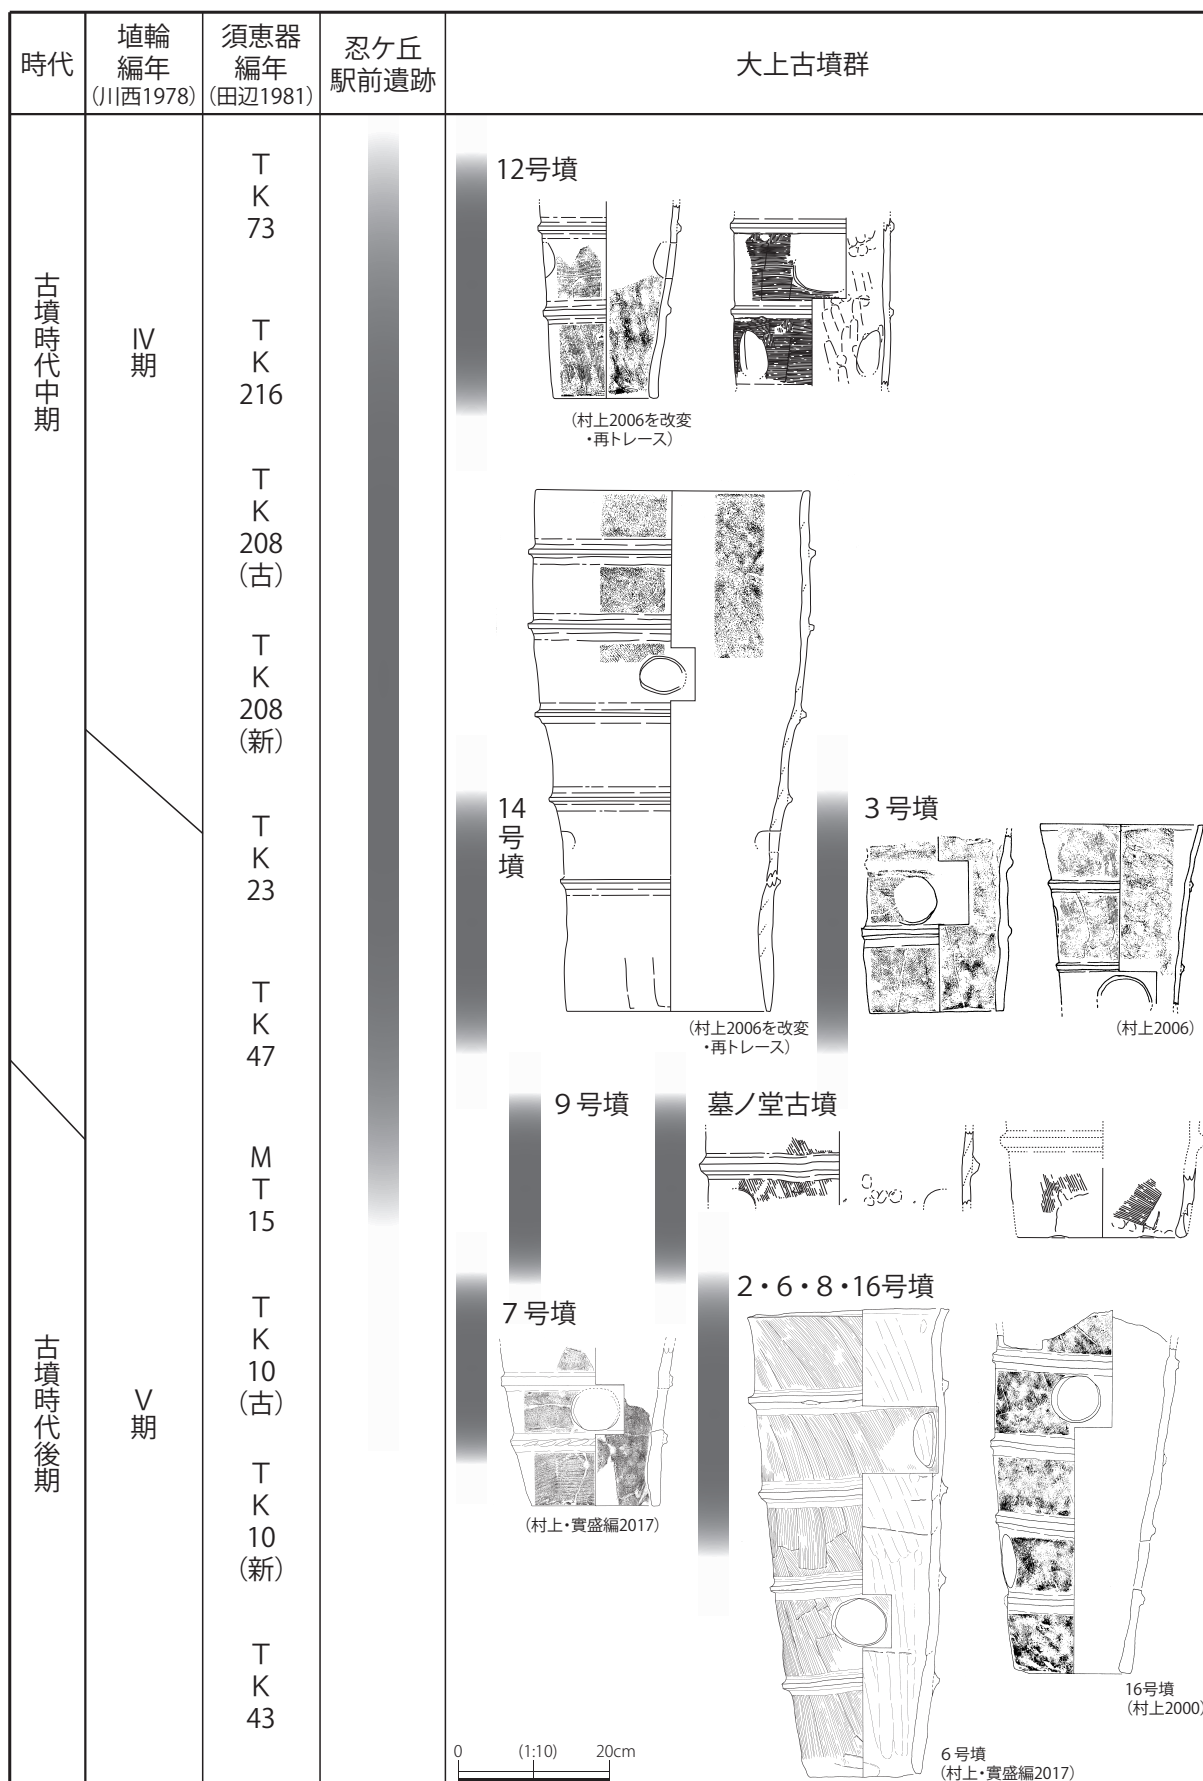 時代
埴輪
編年
(川西1978)
須恵器
編年
(田辺1981)
忍ケ丘
駅前遺跡
大上古墳群
古墳時代中期
古墳時代後期
Ⅳ期
Ⅴ期
TK73
TK216
TK208(古)
TK208(新)
TK23
TK47
MT15
TK10(古)
TK10(新)
TK43
12号墳
(村上2006を改変
・再トレース)
14号墳
(村上2006を改変
・再トレース)
3号墳
(村上2006)
9号墳
墓ノ堂古墳
7号墳
(村上・實盛編2017)
2・6・8・16号墳
6号墳
(村上・實盛編2017)
16号墳
(村上2000)
0 (1:10) 20cm